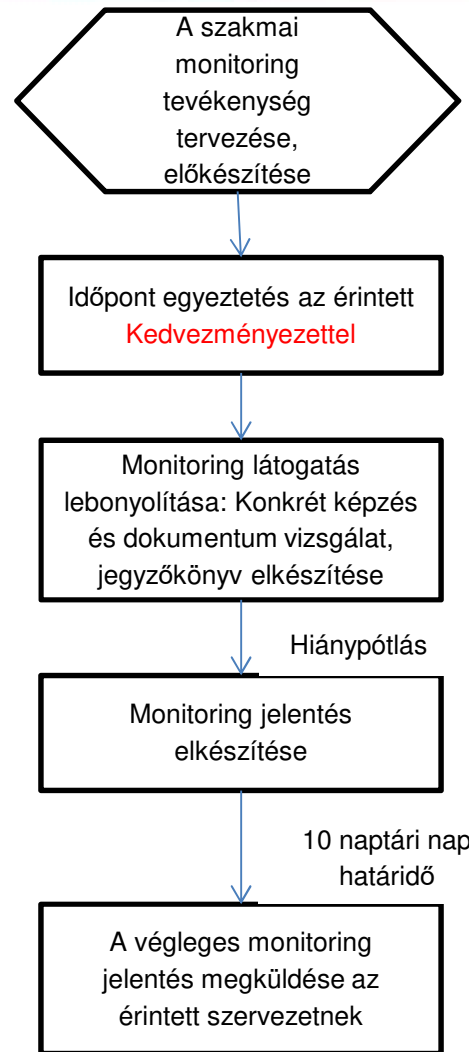 A szakmai
monitoring
tevékenység
tervezése,
előkészítése
Időpont egyeztetés az érintett
Kedvezményezettel
Monitoring látogatás
lebonyolítása: Konkrét képzés
és dokumentum vizsgálat,
jegyzőkönyv elkészítése
Hiánypótlás
Monitoring jelentés
elkészítése
10 naptári nap
határidő
A végleges monitoring
jelentés megküldése az
érintett szervezetnek